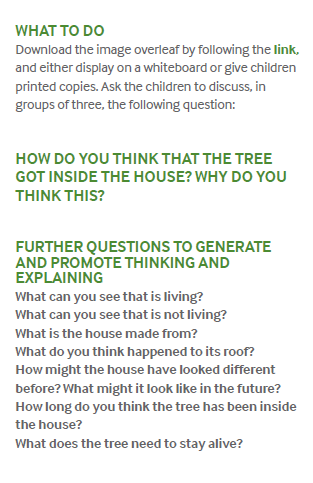 WHAT TO DO
Download the image overleaf by following the link,
and either display on a whiteboard or give children
printed copies. Ask the children to discuss, in
groups of three, the following question:
HOW DO YOU THINK THAT THE TREE
GOT INSIDE THE HOUSE? WHY DO YOU
THINK THIS?
FURTHER QUESTIONS TO GENERATE
AND PROMOTE THINKING AND
EXPLAINING
What can you see that is living?
What can you see that is not living?
What is the house made from?
What do you think happened to its roof?
How might the house have looked different
before? What might it look like in the future?
How long do you think the tree has been inside
the house?
What does the tree need to stay alive?